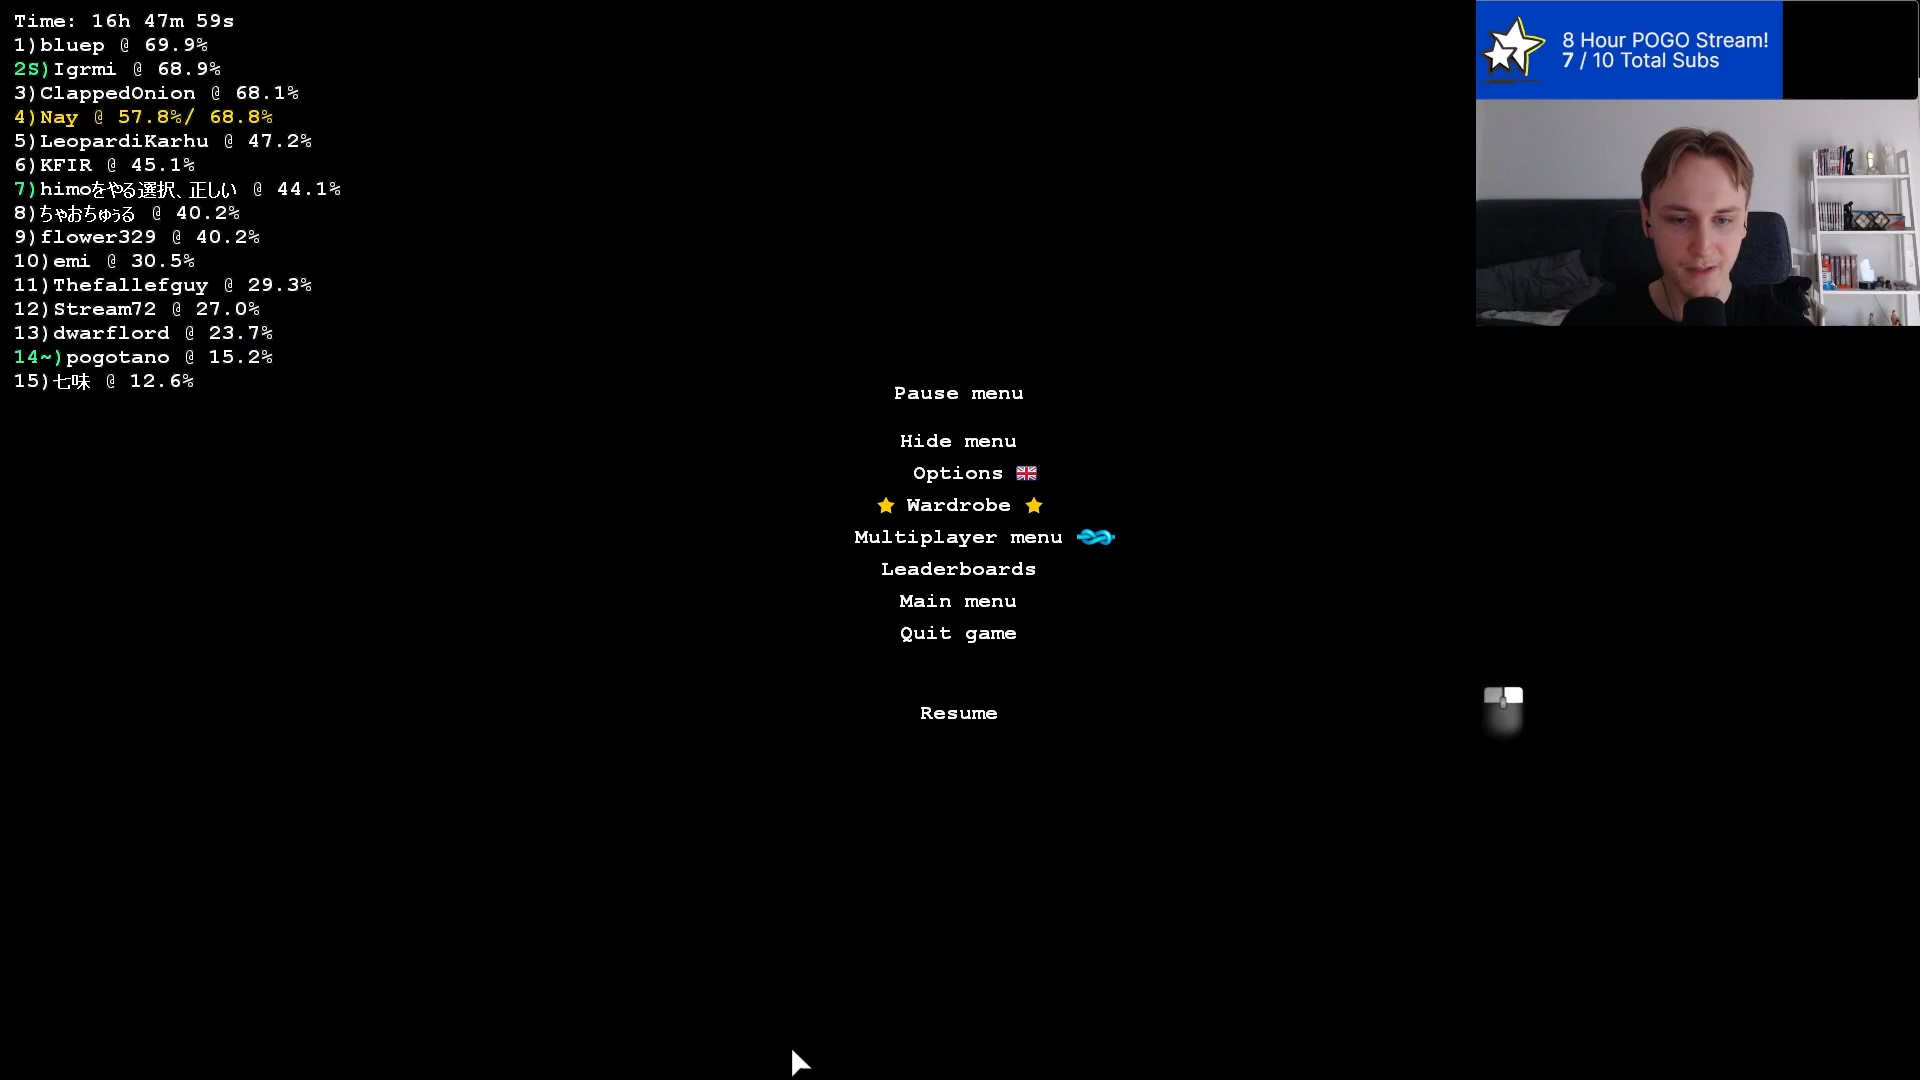 Time: 16h 47m 59s
1)bluep @ 69.9%
2S)Igrmi @ 68.9%
3)ClappedOnion @ 68.1%
4)Nay @ 57.8%/ 68.8%
5)LeopardiKarhu @ 47.2%
6)KFIR @ 45.1%
7)himoをやる選択、正しい @ 44.1%
8)ちゃおちゅぅる @ 40.2%
9)flower329 @ 40.2%
10)emi @ 30.5%
11)Thefallefguy @ 29.3%
12)Stream72 @ 27.0%
13)dwarflord @ 23.7%
14~)pogotano @ 15.2%
15)七味 @ 12.6%
8 Hour POGO Stream!
7 / 10 Total Subs
Pause menu
Hide menu
Options
Wardrobe
Multiplayer menu
Leaderboards
Main menu
Quit game
Resume